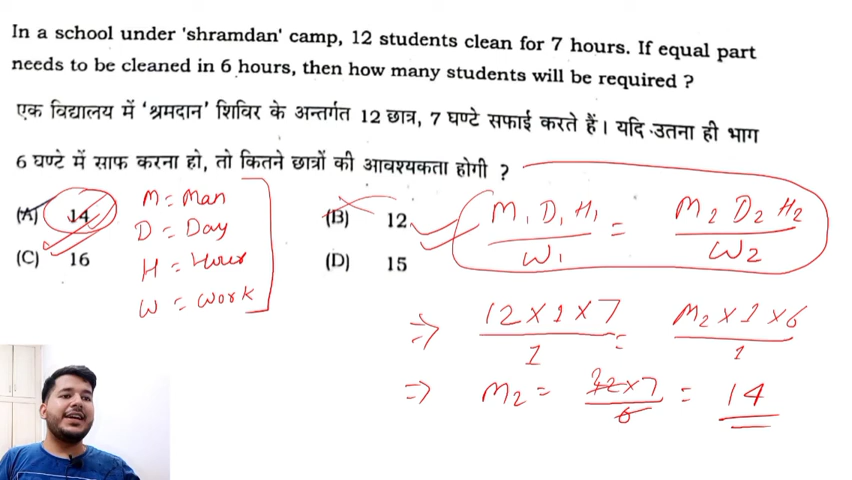 In a school under 'shramdan' camp, 12 students clean for 7 hours. If equal part
needs to be cleaned in 6 hours, then how many students will be required ?
एक विद्यालय में ‘श्रमदान’ शिविर के अन्तर्गत 12 छात्र, 7 घण्टे सफाई करते हैं। यदि उतना ही भाग
6 घण्टे में साफ करना हो, तो कितने छात्रों की आवश्यकता होगी ?
(A) 14
(B) 12
(C) 16
(D) 15
M = Man
D = Day
H = Hour
W = Work
M₁ D₁ H₁ / W₁ = M₂ D₂ H₂ / W₂
⇒ 12 × 1 × 7 / 1 = M₂ × 1 × 6 / 1
⇒ M₂ = 12 × 7 / 6 = 14